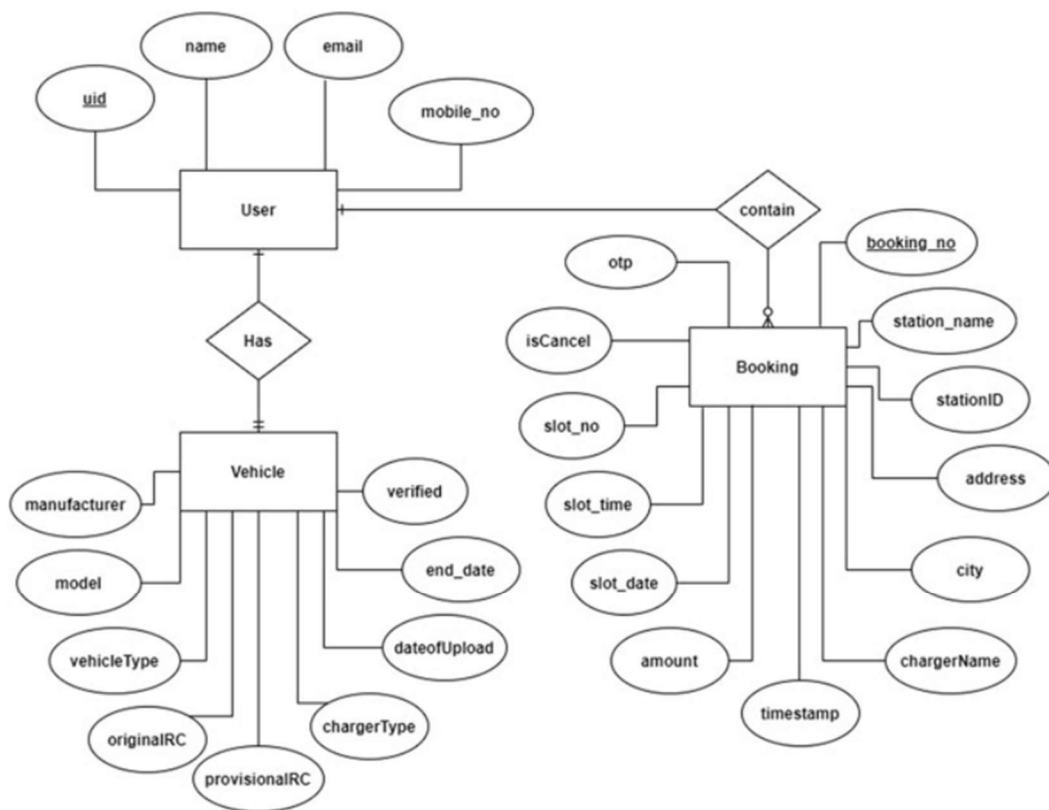 name
email
uid
mobile_no
User
contain
booking_no
otp
station_name
isCancel
Has
Booking
stationID
slot_no
Vehicle
verified
address
manufacturer
slot_time
end_date
city
model
slot_date
dateofUpload
vehicleType
amount
chargerName
chargerType
timestamp
originalRC
provisionalRC